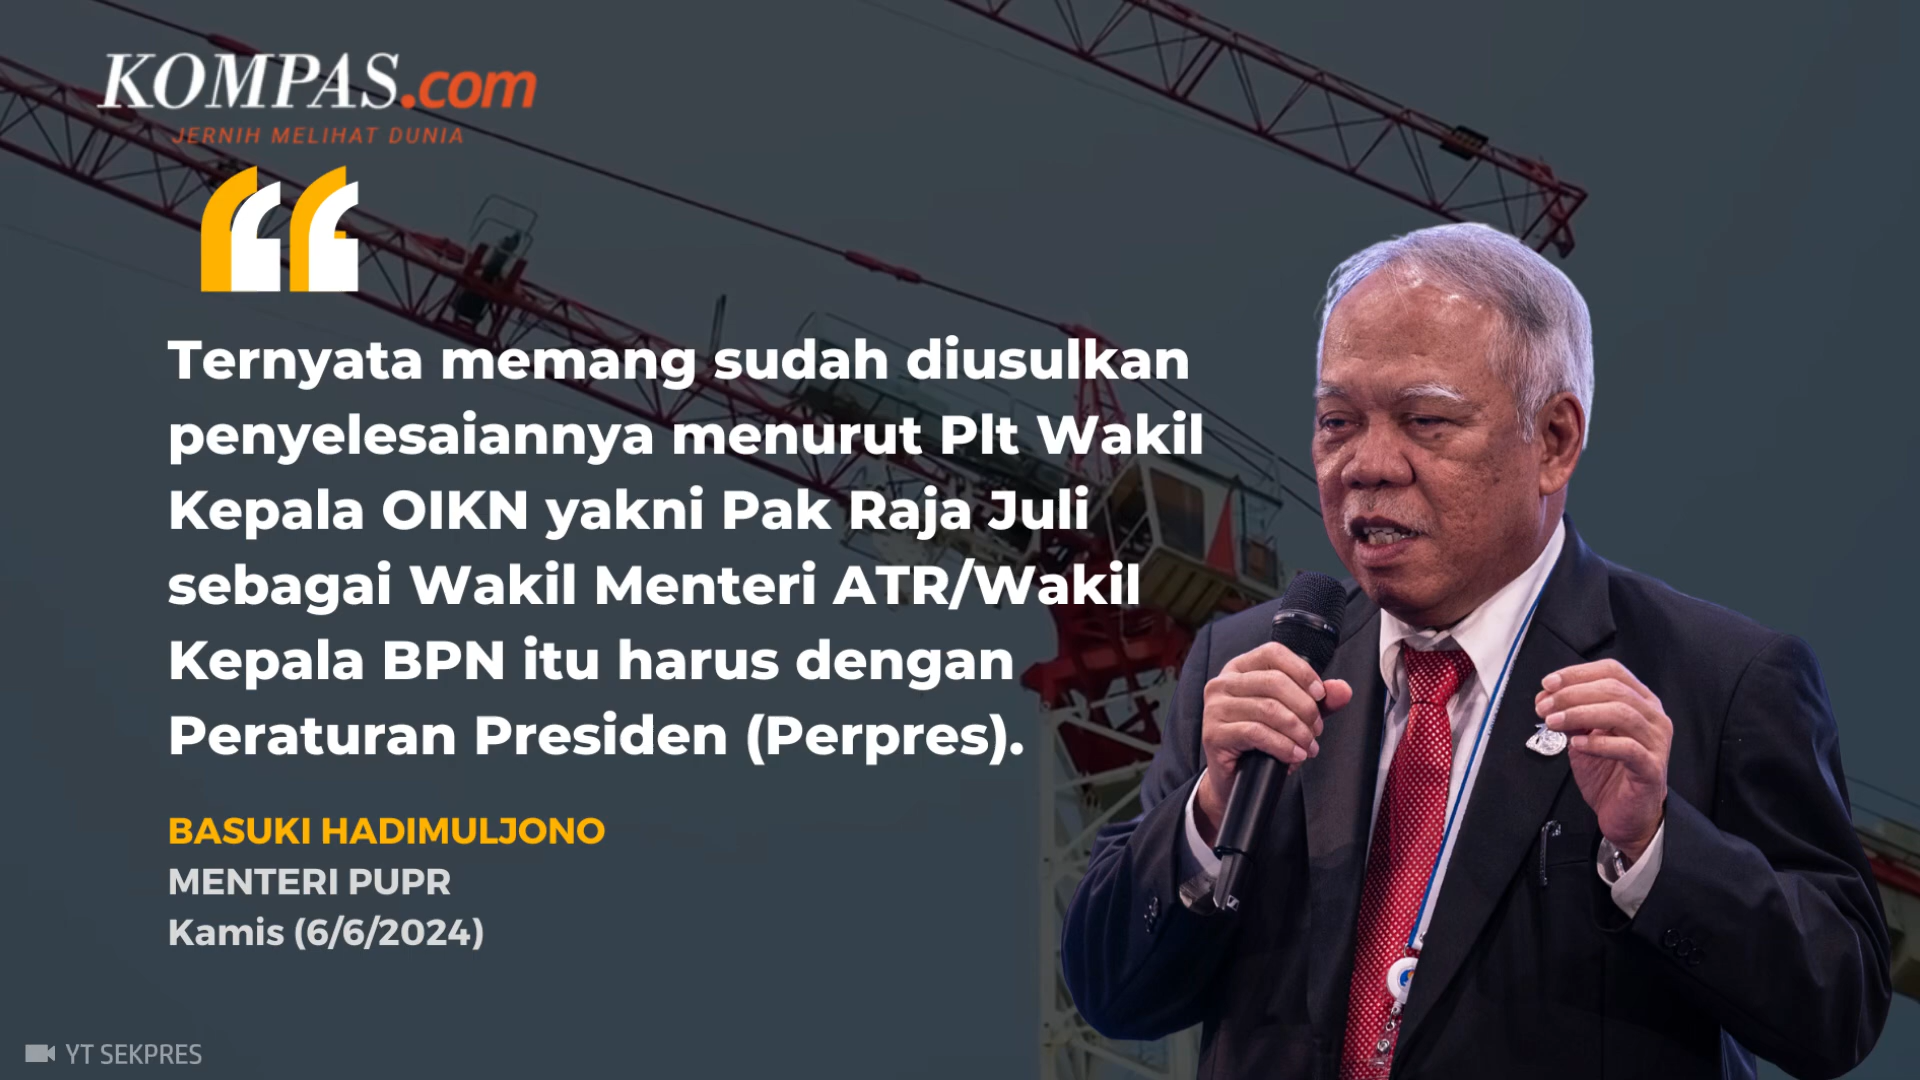 KOMPAS.com
JERNIH MELIHAT DUNIA
Ternyata memang sudah diusulkan
penyelesaiannya menurut Plt Wakil
Kepala OIKN yakni Pak Raja Juli
sebagai Wakil Menteri ATR/Wakil
Kepala BPN itu harus dengan
Peraturan Presiden (Perpres).
BASUKI HADIMULJONO
MENTERI PUPR
Kamis (6/6/2024)
YT SEKPRES